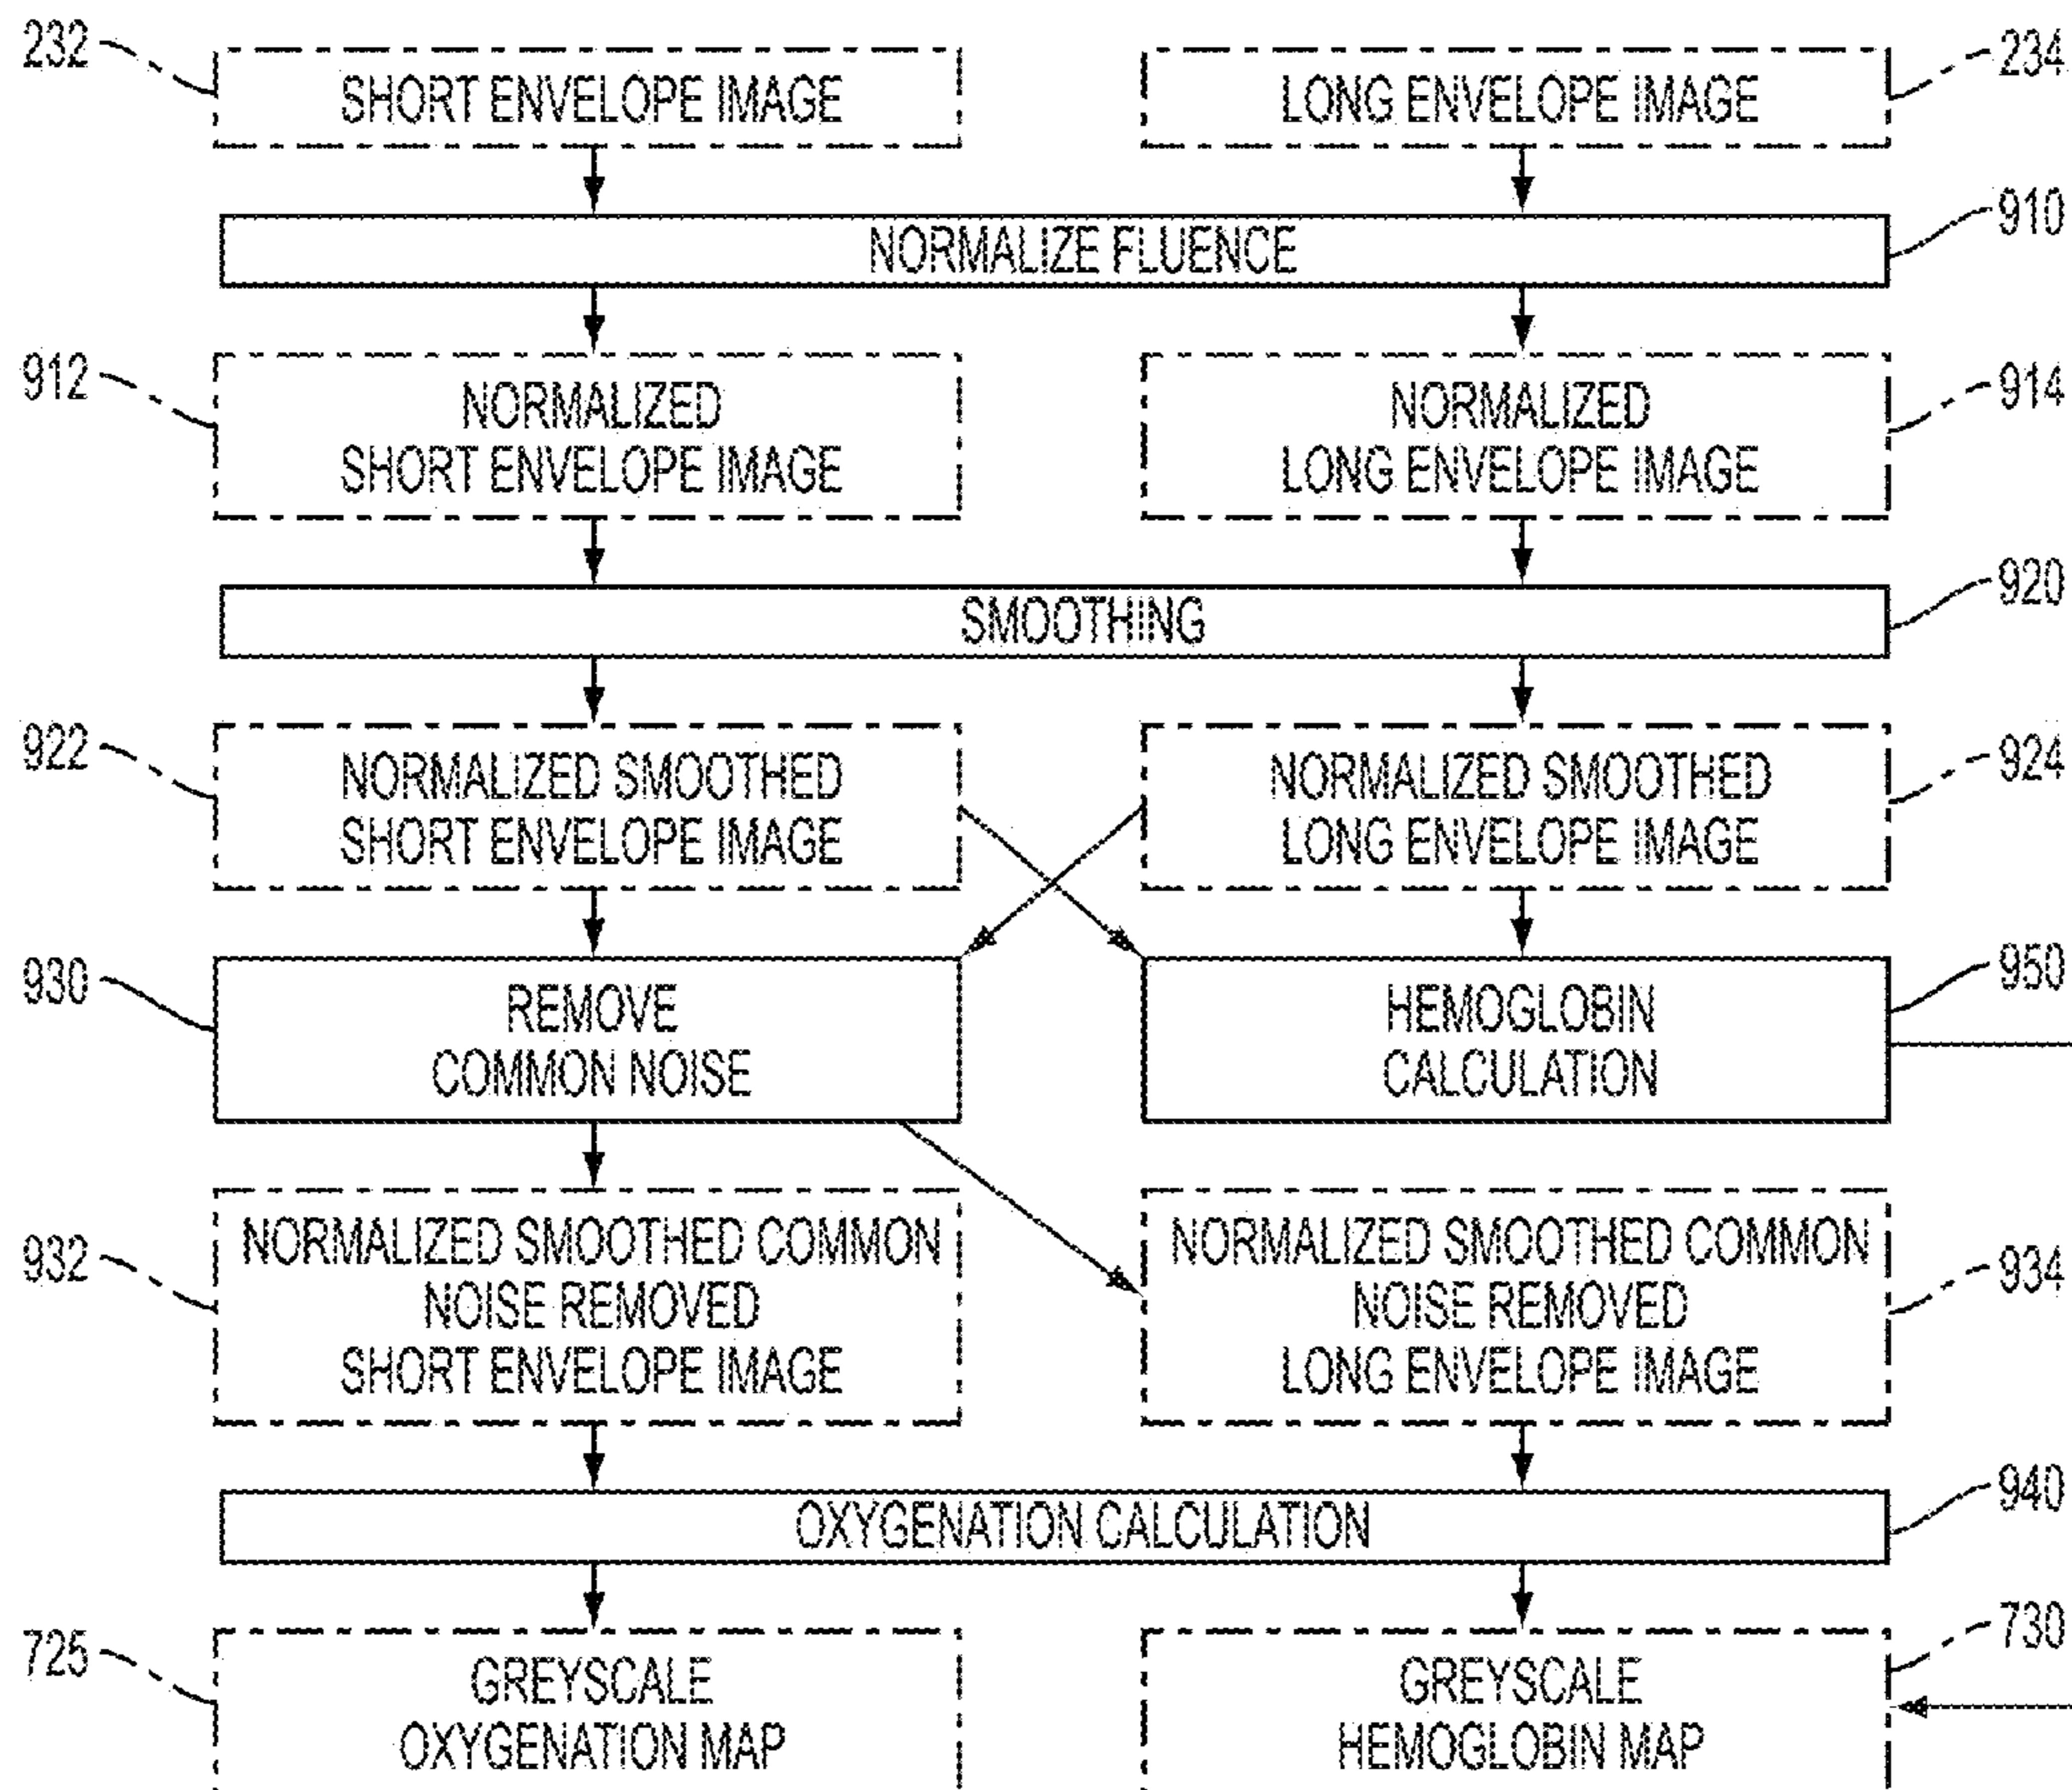 232
SHORT ENVELOPE IMAGE
LONG ENVELOPE IMAGE
234
NORMALIZE FLUENCE
910
912
NORMALIZED
SHORT ENVELOPE IMAGE
NORMALIZED
LONG ENVELOPE IMAGE
914
SMOOTHING
920
922
NORMALIZED SMOOTHED
SHORT ENVELOPE IMAGE
NORMALIZED SMOOTHED
LONG ENVELOPE IMAGE
924
930
REMOVE
COMMON NOISE
HEMOGLOBIN
CALCULATION
950
932
NORMALIZED SMOOTHED COMMON
NOISE REMOVED
SHORT ENVELOPE IMAGE
NORMALIZED SMOOTHED COMMON
NOISE REMOVED
LONG ENVELOPE IMAGE
934
OXYGENATION CALCULATION
940
725
GREYSCALE
OXYGENATION MAP
GREYSCALE
HEMOGLOBIN MAP
730